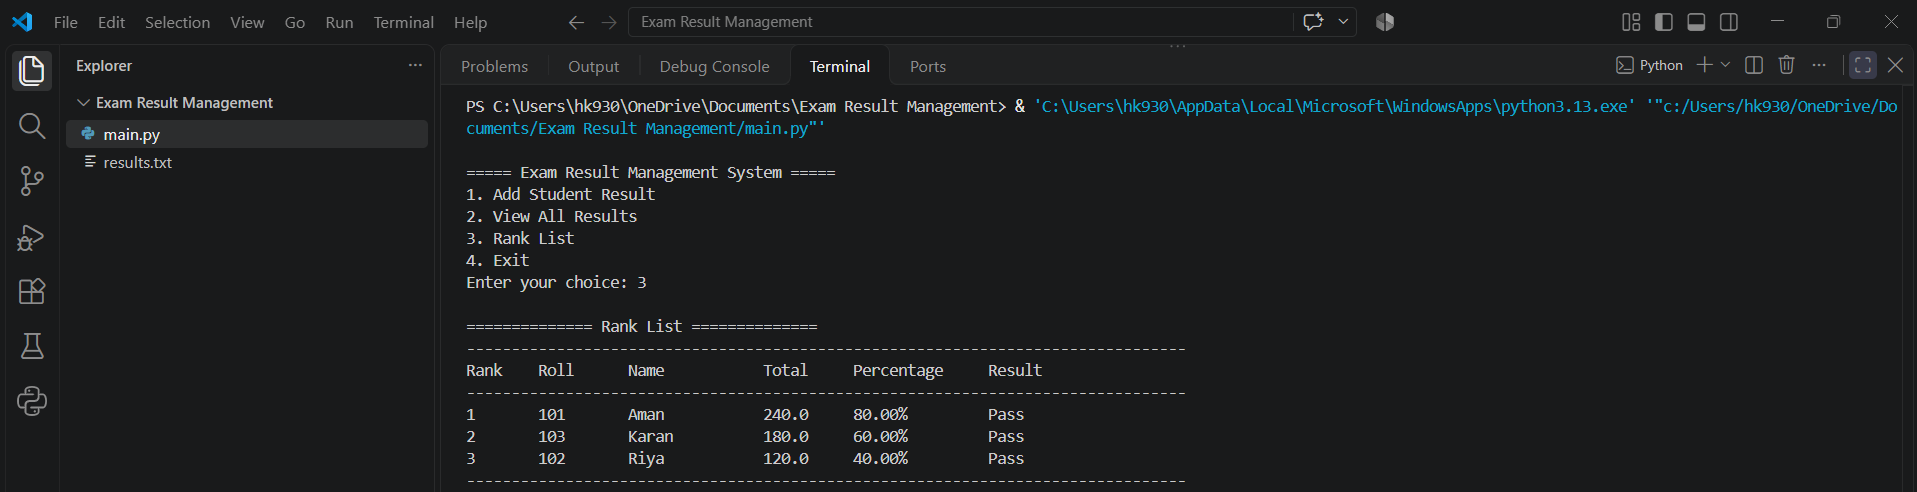 File Edit Selection View Go Run Terminal Help
Exam Result Management
Explorer
Exam Result Management
main.py
results.txt
Problems Output Debug Console Terminal Ports
Python
PS C:\Users\hk930\OneDrive\Documents\Exam Result Management> & 'C:\Users\hk930\AppData\Local\Microsoft\WindowsApps\python3.13.exe' '"c:/Users/hk930/OneDrive/Do
cuments/Exam Result Management/main.py"'
===== Exam Result Management System =====
1. Add Student Result
2. View All Results
3. Rank List
4. Exit
Enter your choice: 3
============== Rank List ==============
--------------------------------------------------------------------------------
Rank Roll Name Total Percentage Result
--------------------------------------------------------------------------------
1 101 Aman 240.0 80.00% Pass
2 103 Karan 180.0 60.00% Pass
3 102 Riya 120.0 40.00% Pass
--------------------------------------------------------------------------------